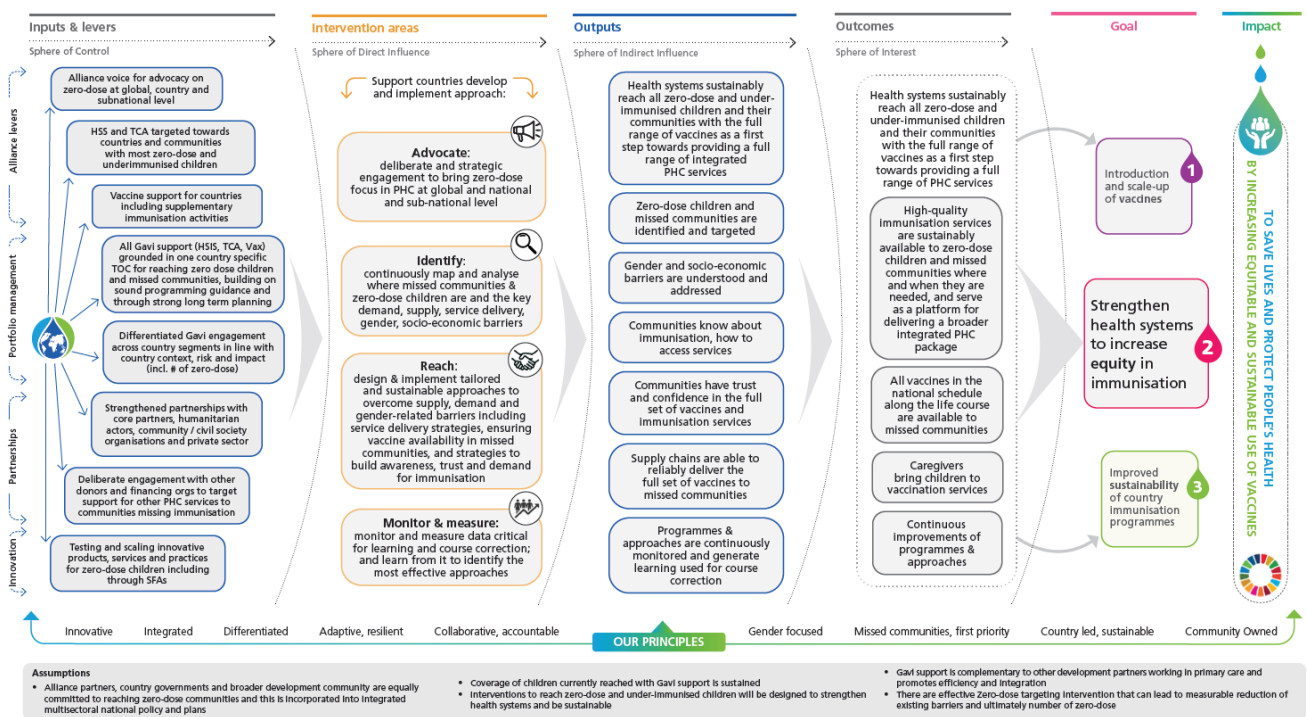 Inputs & levers
Sphere of Control
Alliance levers
Portfolio management
Partnerships
Innovation
Alliance voice for advocacy on
zero-dose at global, country and
subnational level
HSS and TCA targeted towards
countries and communities
with most zero-dose and
underimmunised children
Vaccine support for countries
including supplementary
immunisation activities
All Gavi support (HSIS, TCA, Vax)
grounded in one country specific
TOC for reaching zero dose children
and missed communities, building on
sound programming guidance and
through strong long term planning
Differentiated Gavi engagement
across country segments in line with
country context, risk and impact
(incl. # of zero-dose)
Strengthened partnerships with
core partners, humanitarian
actors, community / civil society
organisations and private sector
Deliberate engagement with other
donors and financing orgs to target
support for other PHC services to
communities missing immunisation
Testing and scaling innovative
products, services and practices
for zero-dose children including
through SFAs
Intervention areas
Sphere of Direct Influence
Support countries develop
and implement approach:
Advocate:
deliberate and strategic
engagement to bring zero-dose
focus in PHC at global and national
and sub-national level
Identify:
continuously map and analyse
where missed communities &
zero-dose children are and the key
demand, supply, service delivery,
gender, socio-economic barriers
Reach:
design & implement tailored
and sustainable approaches to
overcome supply, demand and
gender-related barriers including
service delivery strategies, ensuring
vaccine availability in missed
communities, and strategies to
build awareness, trust and demand
for immunisation
Monitor & measure:
monitor and measure data critical
for learning and course correction;
and learn from it to identify the
most effective approaches
Outputs
Sphere of Indirect Influence
Health systems sustainably
reach all zero-dose and under-
immunised children and their
communities with the full
range of vaccines as a first
step towards providing a full
range of integrated
PHC services
Zero-dose children and
missed communities are
identified and targeted
Gender and socio-economic
barriers are understood and
addressed
Communities know about
immunisation, how to
access services
Communities have trust
and confidence in the full
set of vaccines and
immunisation services
Supply chains are able to
reliably deliver the
full set of vaccines to
missed communities
Programmes &
approaches are continuously
monitored and generate
learning used for course
correction
Outcomes
Sphere of Interest
Health systems sustainably
reach all zero-dose and
under-immunised children
and their communities
with the full range of
vaccines as a first step
towards providing a full
range of PHC services
High-quality
immunisation services
are sustainably
available to zero-dose
children and missed
communities where
and when they are
needed, and serve
as a platform for
delivering a broader
integrated PHC
package
All vaccines in the
national schedule
along the life course
are available to
missed communities
Caregivers
bring children to
vaccination services
Continuous
improvements of
programmes &
approaches
Goal
1
Introduction
and scale-up
of vaccines
Strengthen
health systems
to increase
equity in
immunisation
2
Improved
sustainability
of country
immunisation
programmes
3
Impact
TO SAVE LIVES AND PROTECT PEOPLE'S HEALTH
BY INCREASING EQUITABLE AND SUSTAINABLE USE OF VACCINES
Innovative Integrated Differentiated Adaptive, resilient Collaborative, accountable OUR PRINCIPLES Gender focused Missed communities, first priority Country led, sustainable Community Owned
Assumptions
• Alliance partners, country governments and broader development community are equally
committed to reaching zero-dose communities and this is incorporated into integrated
multisectoral national policy and plans
• Coverage of children currently reached with Gavi support is sustained
• Interventions to reach zero-dose and under-immunised children will be designed to strengthen
health systems and be sustainable
• Gavi support is complementary to other development partners working in primary care and
promotes efficiency and integration
• There are effective Zero-dose targeting intervention that can lead to measurable reduction of
existing barriers and ultimately number of zero-dose